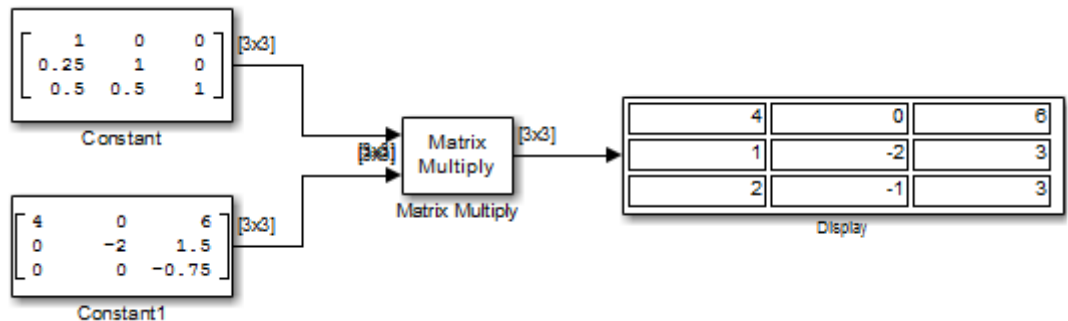 1 0 0
0.25 1 0
0.5 0.5 1
[3x3]
Constant
4 0 6
0 -2 1.5
0 0 -0.75
[3x3]
Constant1
[3x3]
Matrix
Multiply
Matrix Multiply
[3x3]
4 0 6
1 -2 3
2 -1 3
Display